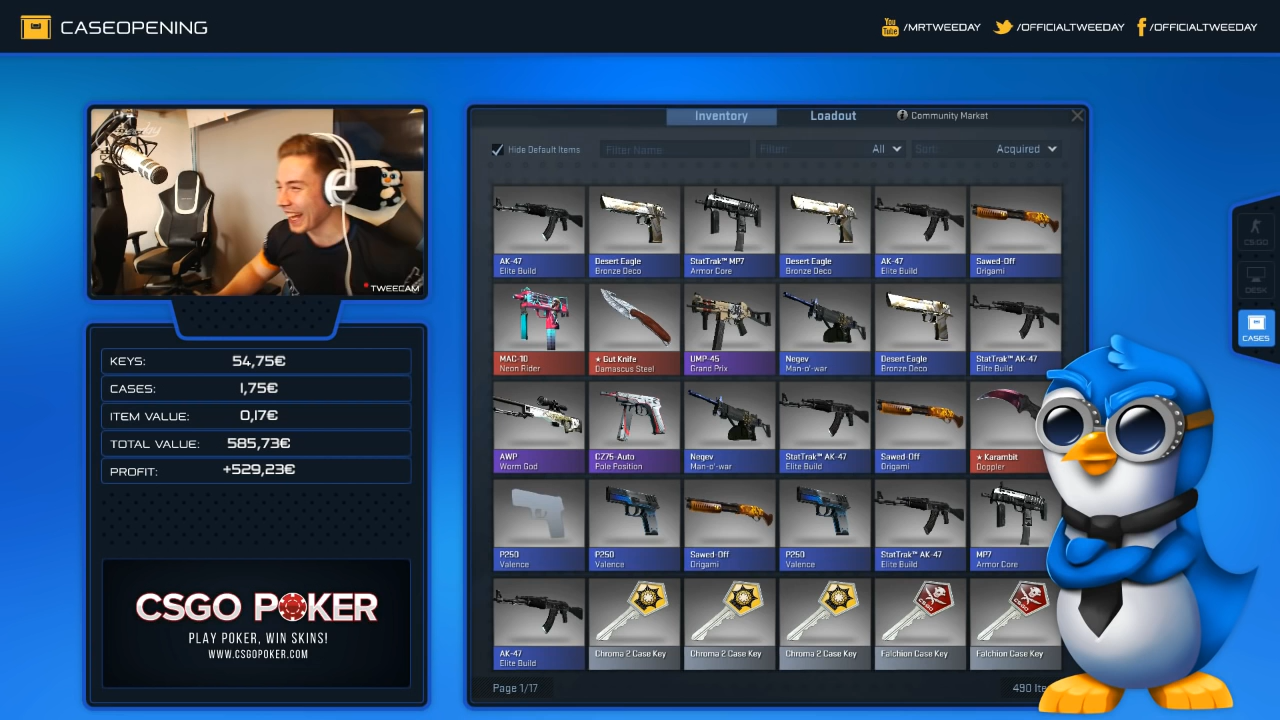 CASEOPENING
You Tube /MRTWEEDAY
/OFFICIALTWEEDAY
/OFFICIALTWEEDAY
TWEECAM
KEYS: 54,75€
CASES: 1,75€
ITEM VALUE: 0,17€
TOTAL VALUE: 585,73€
PROFIT: +529,23€
CSGO POKER
PLAY POKER, WIN SKINS!
WWW.CSGOPOKER.COM
Inventory Loadout Community Market
Hide Default Items Filter Name Filter: All Sort: Acquired
AK-47 Desert Eagle StatTrak™ MP7 Desert Eagle AK-47 Sawed-Off
Elite Build Bronze Deco Armor Core Bronze Deco Elite Build Origami
MAC-10 ★ Gut Knife UMP-45 Negev Desert Eagle StatTrak™ AK-47
Neon Rider Damascus Steel Grand Prix Man-o'-war Bronze Deco Elite Build
AWP CZ75-Auto Negev StatTrak™ AK-47 Sawed-Off ★ Karambit
Worm God Pole Position Man-o'-war Elite Build Origami Doppler
P250 P250 Sawed-Off P250 StatTrak™ AK-47 MP7
Valence Valence Origami Valence Elite Build Armor Core
AK-47 Chroma 2 Case Key Chroma 2 Case Key Chroma 2 Case Key Falchion Case Key Falchion Case Key
Elite Build
Page 1/17 490 Ite
CS:GO
DESK
CASES